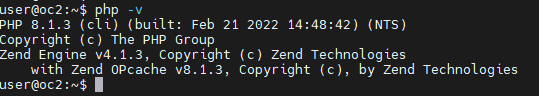 user@oc2:~$ php -v
PHP 8.1.3 (cli) (built: Feb 21 2022 14:48:42) (NTS)
Copyright (c) The PHP Group
Zend Engine v4.1.3, Copyright (c) Zend Technologies
    with Zend OPcache v8.1.3, Copyright (c), by Zend Technologies
user@oc2:~$